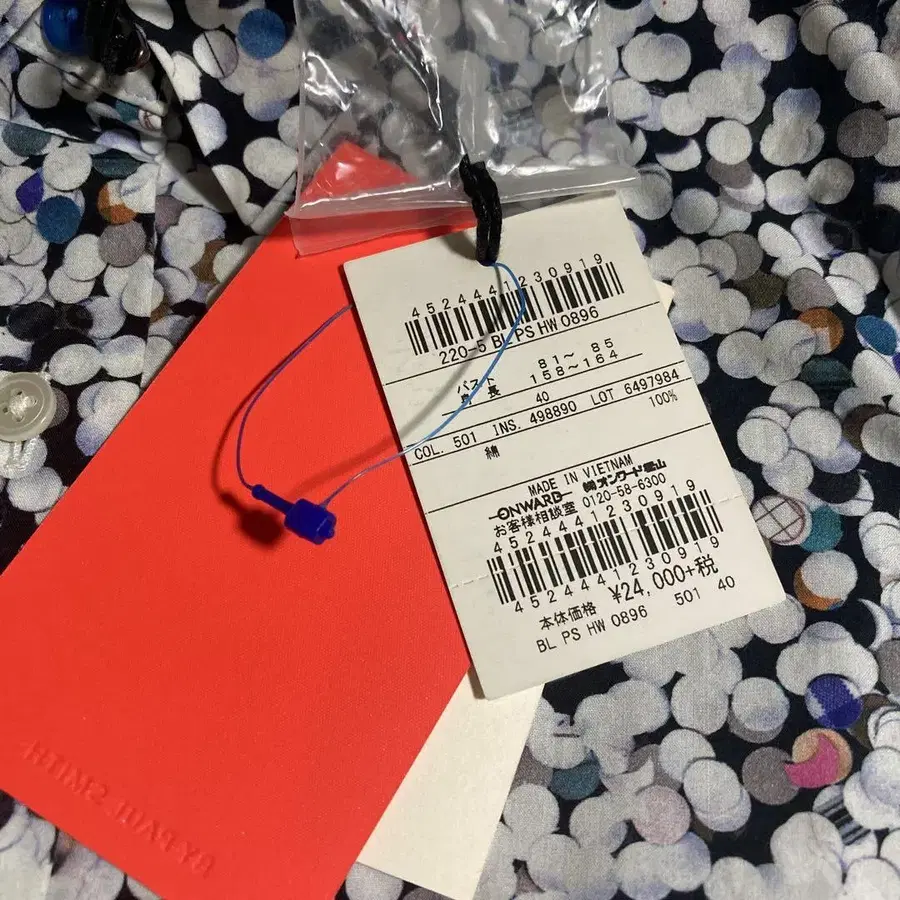 4524441230919
220-5 BL PS HW 0896
バスト 81～ 85
身 長 158～164
40
COL. 501 INS. 498890 LOT 6497984
綿 100%
MADE IN VIETNAM
ONWARD ㈱オンワード樫山
お客様相談室 0120-58-6300
4524441230919
4524441230919
本体価格 ¥24,000+税
BL PS HW 0896 501 40
BY PAUL SMITH